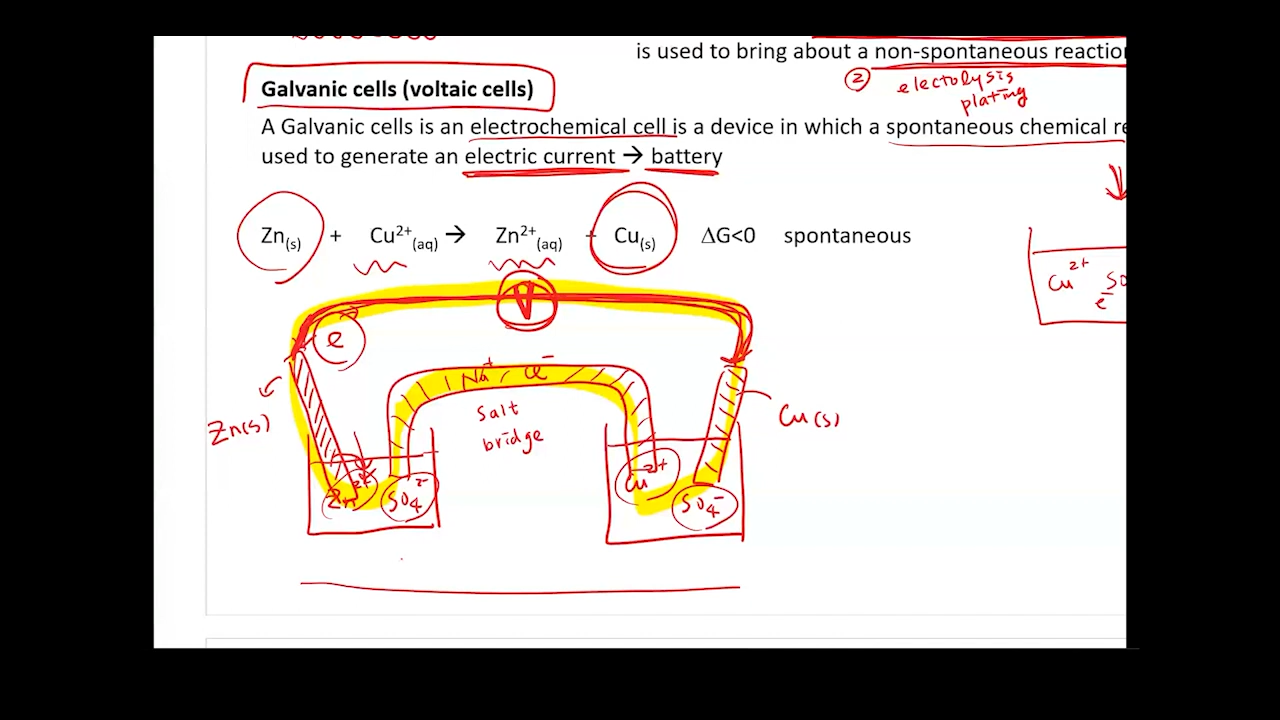 is used to bring about a non-spontaneous reaction
② electolysis
plating
Galvanic cells (voltaic cells)
A Galvanic cells is an electrochemical cell is a device in which a spontaneous chemical re
used to generate an electric current → battery
Zn(s) + Cu²⁺(aq) → Zn²⁺(aq) + Cu(s) ΔG<0 spontaneous
Cu²⁺ SO
e⁻
V
e
Na⁺, Cl⁻
Zn(s)
Salt
bridge
Cu(s)
Zn²⁺ SO₄²⁻
Cu²⁺ SO₄⁻